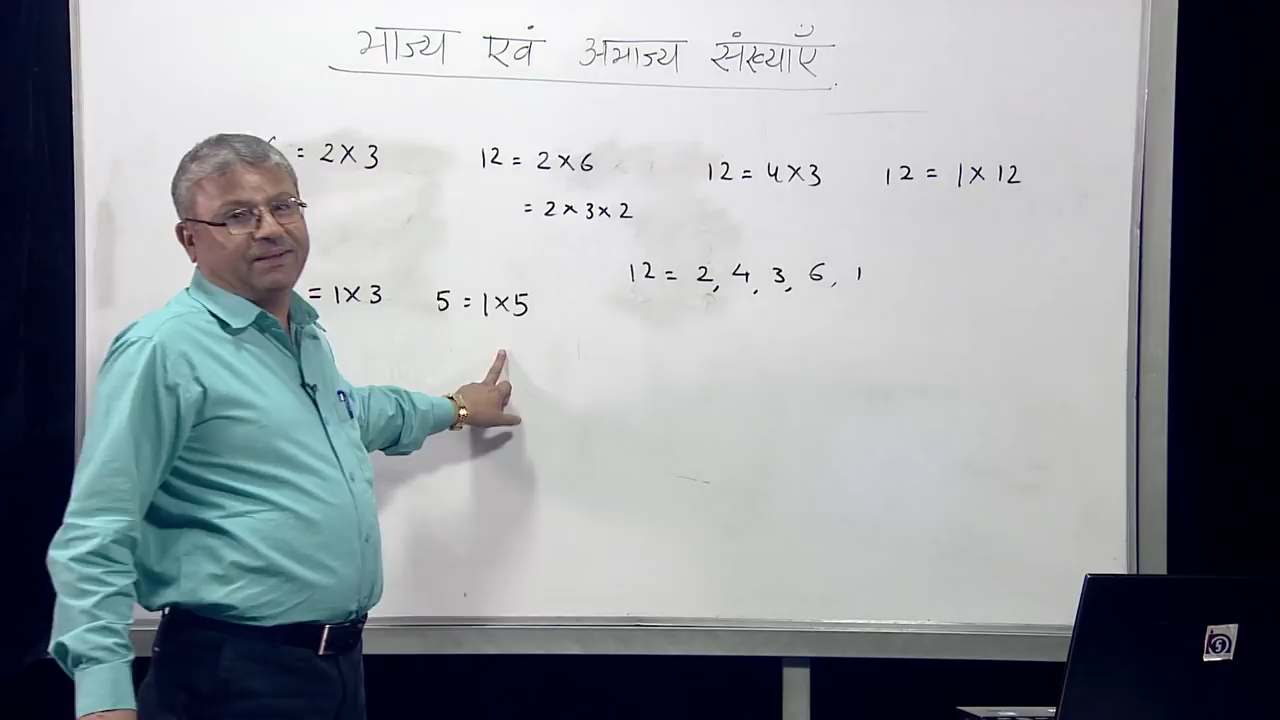 भाज्य एवं अभाज्य संख्याएँ
= 2 × 3
12 = 2 × 6
= 2 × 3 × 2
12 = 4 × 3
12 = 1 × 12
= 1 × 3
5 = 1 × 5
12 = 2, 4, 3, 6, 1